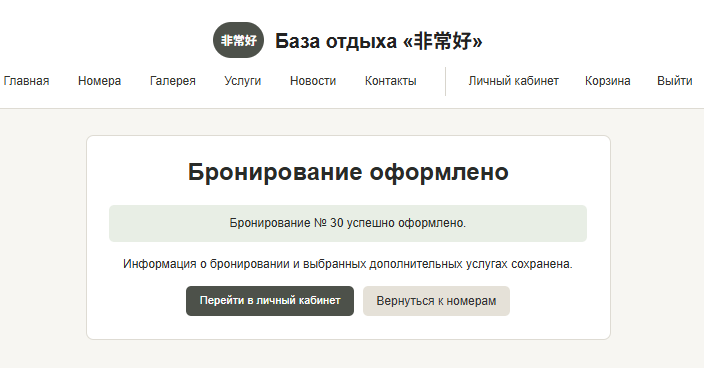 非常好 База отдыха «非常好»
Главная Номера Галерея Услуги Новости Контакты Личный кабинет Корзина Выйти
Бронирование оформлено
Бронирование № 30 успешно оформлено.
Информация о бронировании и выбранных дополнительных услугах сохранена.
Перейти в личный кабинет Вернуться к номерам